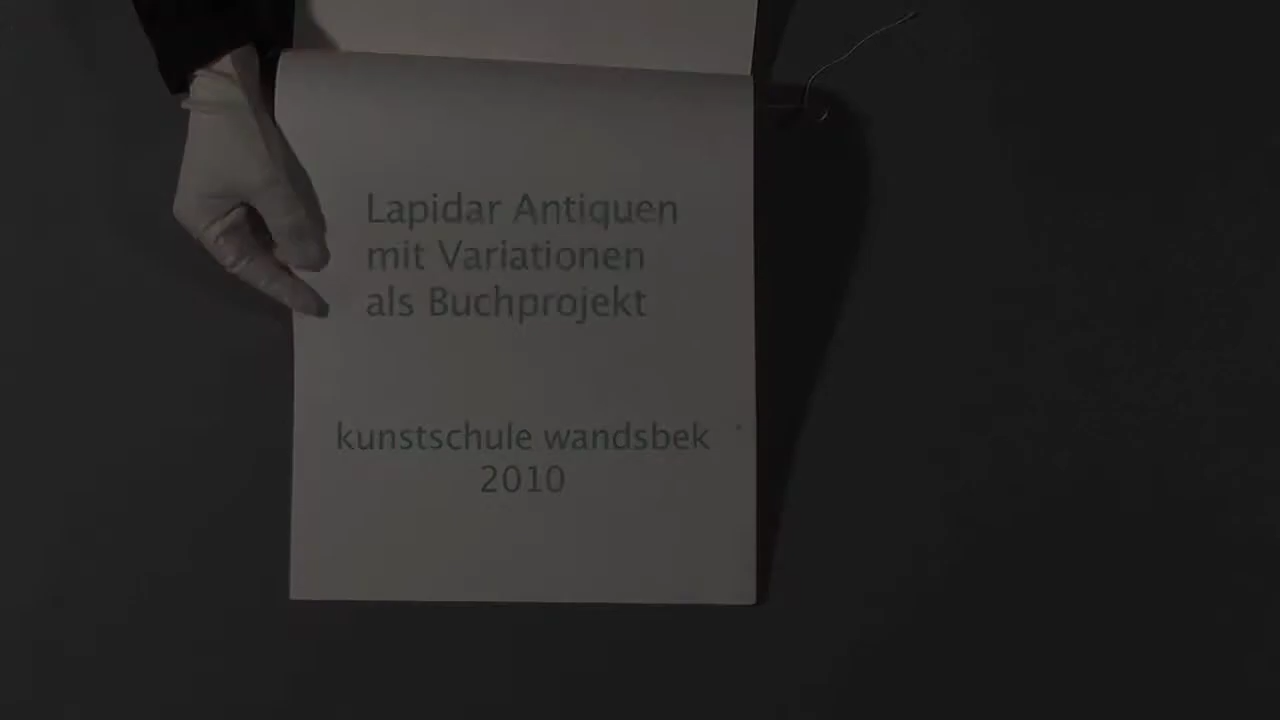 Lapidar Antiquen
mit Variationen
als Buchprojekt
kunstschule wandsbek
2010